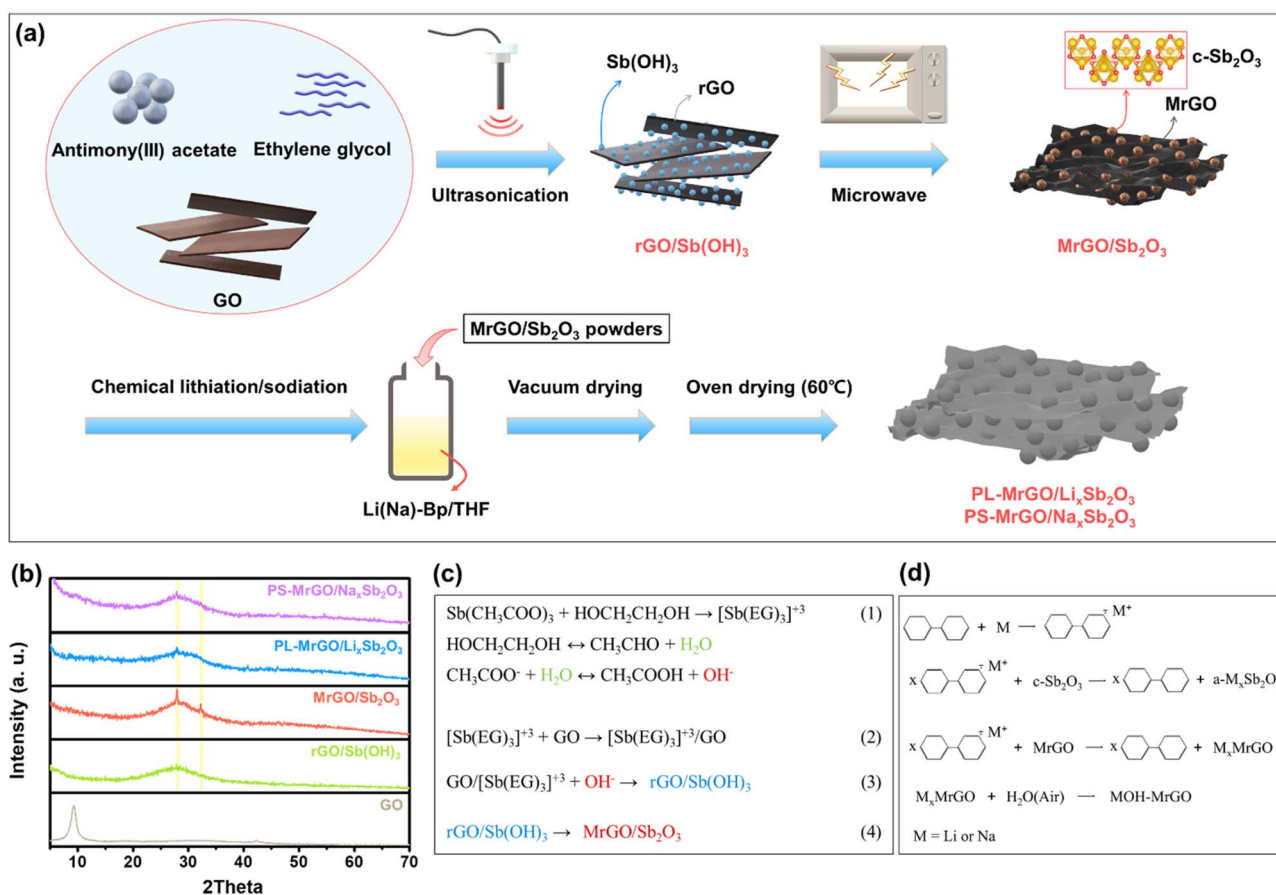 (a)
Antimony(III) acetate
Ethylene glycol
GO
Ultrasonication
Sb(OH)₃
rGO
rGO/Sb(OH)₃
Microwave
c-Sb₂O₃
MrGO
MrGO/Sb₂O₃
Chemical lithiation/sodiation
MrGO/Sb₂O₃ powders
Li(Na)-Bp/THF
Vacuum drying
Oven drying (60℃)
PL-MrGO/LiₓSb₂O₃
PS-MrGO/NaₓSb₂O₃
(b)
Intensity (a. u.)
PS-MrGO/NaₓSb₂O₃
PL-MrGO/LiₓSb₂O₃
MrGO/Sb₂O₃
rGO/Sb(OH)₃
GO
10 20 30 40 50 60 70
2Theta
(c)
Sb(CH₃COO)₃ + HOCH₂CH₂OH → [Sb(EG)₃]⁺³ (1)
HOCH₂CH₂OH ↔ CH₃CHO + H₂O
CH₃COO⁻ + H₂O ↔ CH₃COOH + OH⁻
[Sb(EG)₃]⁺³ + GO → [Sb(EG)₃]⁺³/GO (2)
GO/[Sb(EG)₃]⁺³ + OH⁻ → rGO/Sb(OH)₃ (3)
rGO/Sb(OH)₃ → MrGO/Sb₂O₃ (4)
(d)
+ M → M⁺
x M⁺ + c-Sb₂O₃ → x + a-MₓSb₂O
x M⁺ + MrGO → x + MₓMrGO
MₓMrGO + H₂O(Air) → MOH-MrGO
M = Li or Na